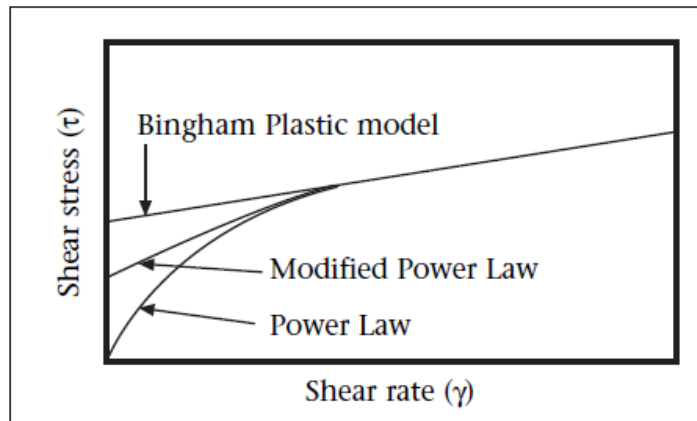 Shear stress (τ)
Bingham Plastic model
Modified Power Law
Power Law
Shear rate (γ)